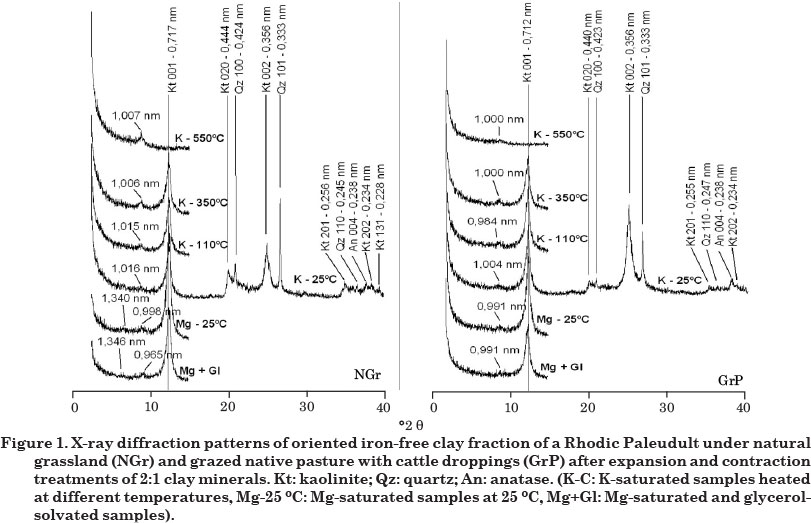 Kt 001 - 0,717 nm
Kt 020 - 0,444 nm
Qz 100 - 0,424 nm
Kt 002 - 0,356 nm
Qz 101 - 0,333 nm
1,007 nm
K - 550ºC
1,006 nm
K - 350ºC
1,015 nm
K - 110ºC
1,016 nm
K - 25ºC
1,340 nm
0,998 nm
Mg - 25ºC
1,346 nm
0,965 nm
Mg + Gl
Kt 201 - 0,256 nm
Qz 110 - 0,245 nm
An 004 - 0,238 nm
Kt 202 - 0,234 nm
Kt 131 - 0,228 nm
NGr
0 10 20 30 40
Kt 001 - 0,712 nm
Kt 020 - 0,440 nm
Qz 100 - 0,423 nm
Kt 002 - 0,356 nm
Qz 101 - 0,333 nm
1,000 nm
K - 550ºC
1,000 nm
K - 350ºC
0,984 nm
K - 110ºC
1,004 nm
K - 25ºC
0,991 nm
Mg - 25ºC
0,991 nm
Mg + Gl
Kt 201 - 0,255 nm
Qz 110 - 0,247 nm
An 004 - 0,238 nm
Kt 202 - 0,234 nm
GrP
0 10 20 30 40
º2 θ
Figure 1. X-ray diffraction patterns of oriented iron-free clay fraction of a Rhodic Paleudult under natural
grassland (NGr) and grazed native pasture with cattle droppings (GrP) after expansion and contraction
treatments of 2:1 clay minerals. Kt: kaolinite; Qz: quartz; An: anatase. (K-C: K-saturated samples heated
at different temperatures, Mg-25 ºC: Mg-saturated samples at 25 ºC, Mg+Gl: Mg-saturated and glycerol-
solvated samples).